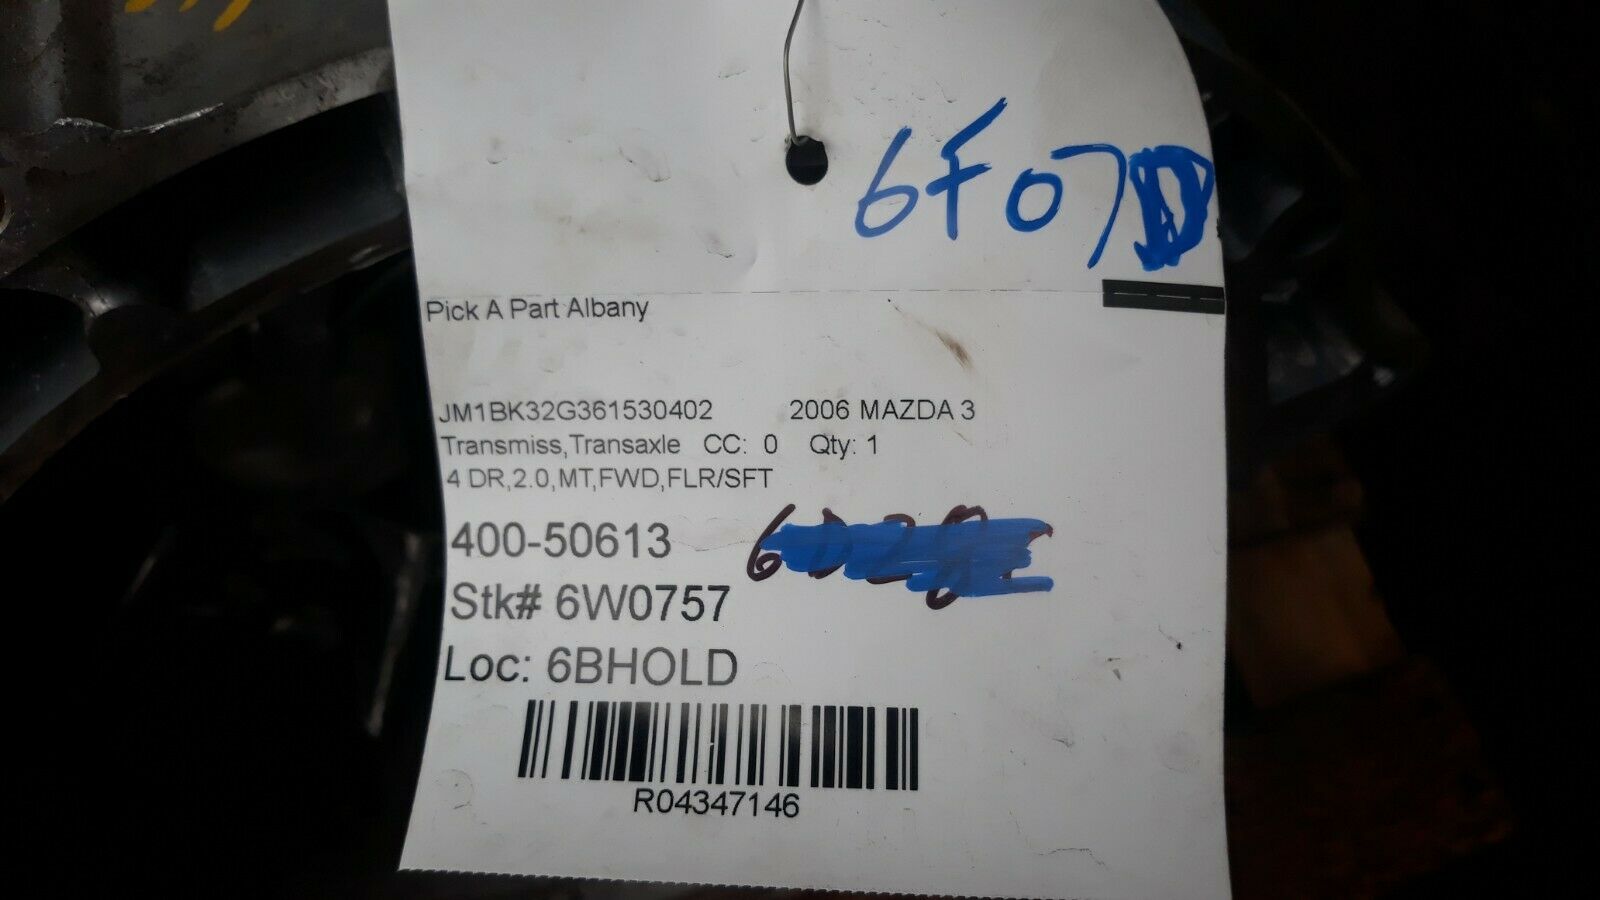 6F07D
Pick A Part Albany
JM1BK32G361530402 2006 MAZDA 3
Transmiss,Transaxle CC: 0 Qty: 1
4 DR,2.0,MT,FWD,FLR/SFT
400-50613
Stk# 6W0757
Loc: 6BHOLD
R04347146